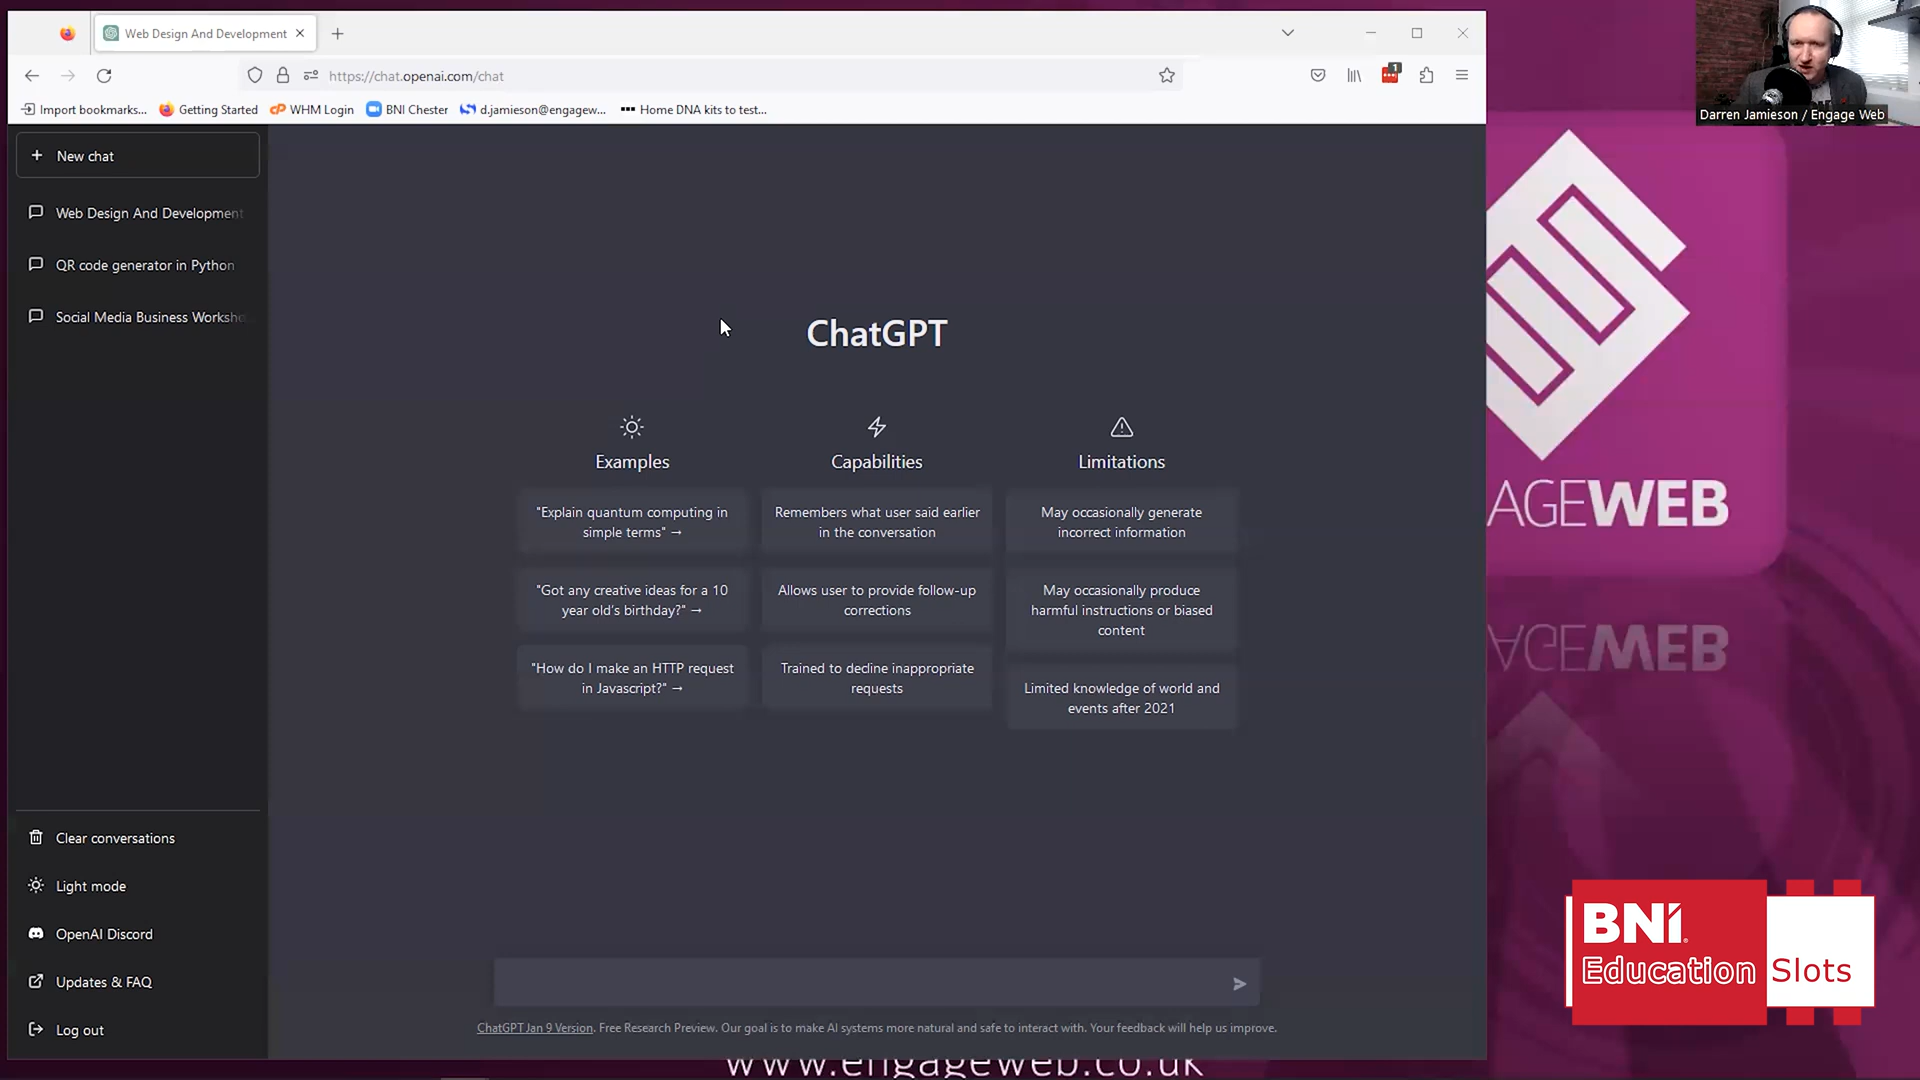 Web Design And Development
https://chat.openai.com/chat
Import bookmarks... Getting Started WHM Login BNI Chester d.jamieson@engagew... Home DNA kits to test...
1
Darren Jamieson / Engage Web
New chat
Web Design And Development
QR code generator in Python
Social Media Business Worksho
Clear conversations
Light mode
OpenAI Discord
Updates & FAQ
Log out
ChatGPT
Examples
"Explain quantum computing in
simple terms" →
"Got any creative ideas for a 10
year old's birthday?" →
"How do I make an HTTP request
in Javascript?" →
Capabilities
Remembers what user said earlier
in the conversation
Allows user to provide follow-up
corrections
Trained to decline inappropriate
requests
Limitations
May occasionally generate
incorrect information
May occasionally produce
harmful instructions or biased
content
Limited knowledge of world and
events after 2021
ChatGPT Jan 9 Version. Free Research Preview. Our goal is to make AI systems more natural and safe to interact with. Your feedback will help us improve.
AGEWEB
AGEWEB
BNI
Education Slots
www.engageweb.co.uk